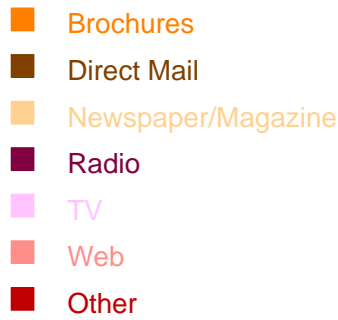 Brochures
Direct Mail
Newspaper/Magazine
Radio
TV
Web
Other